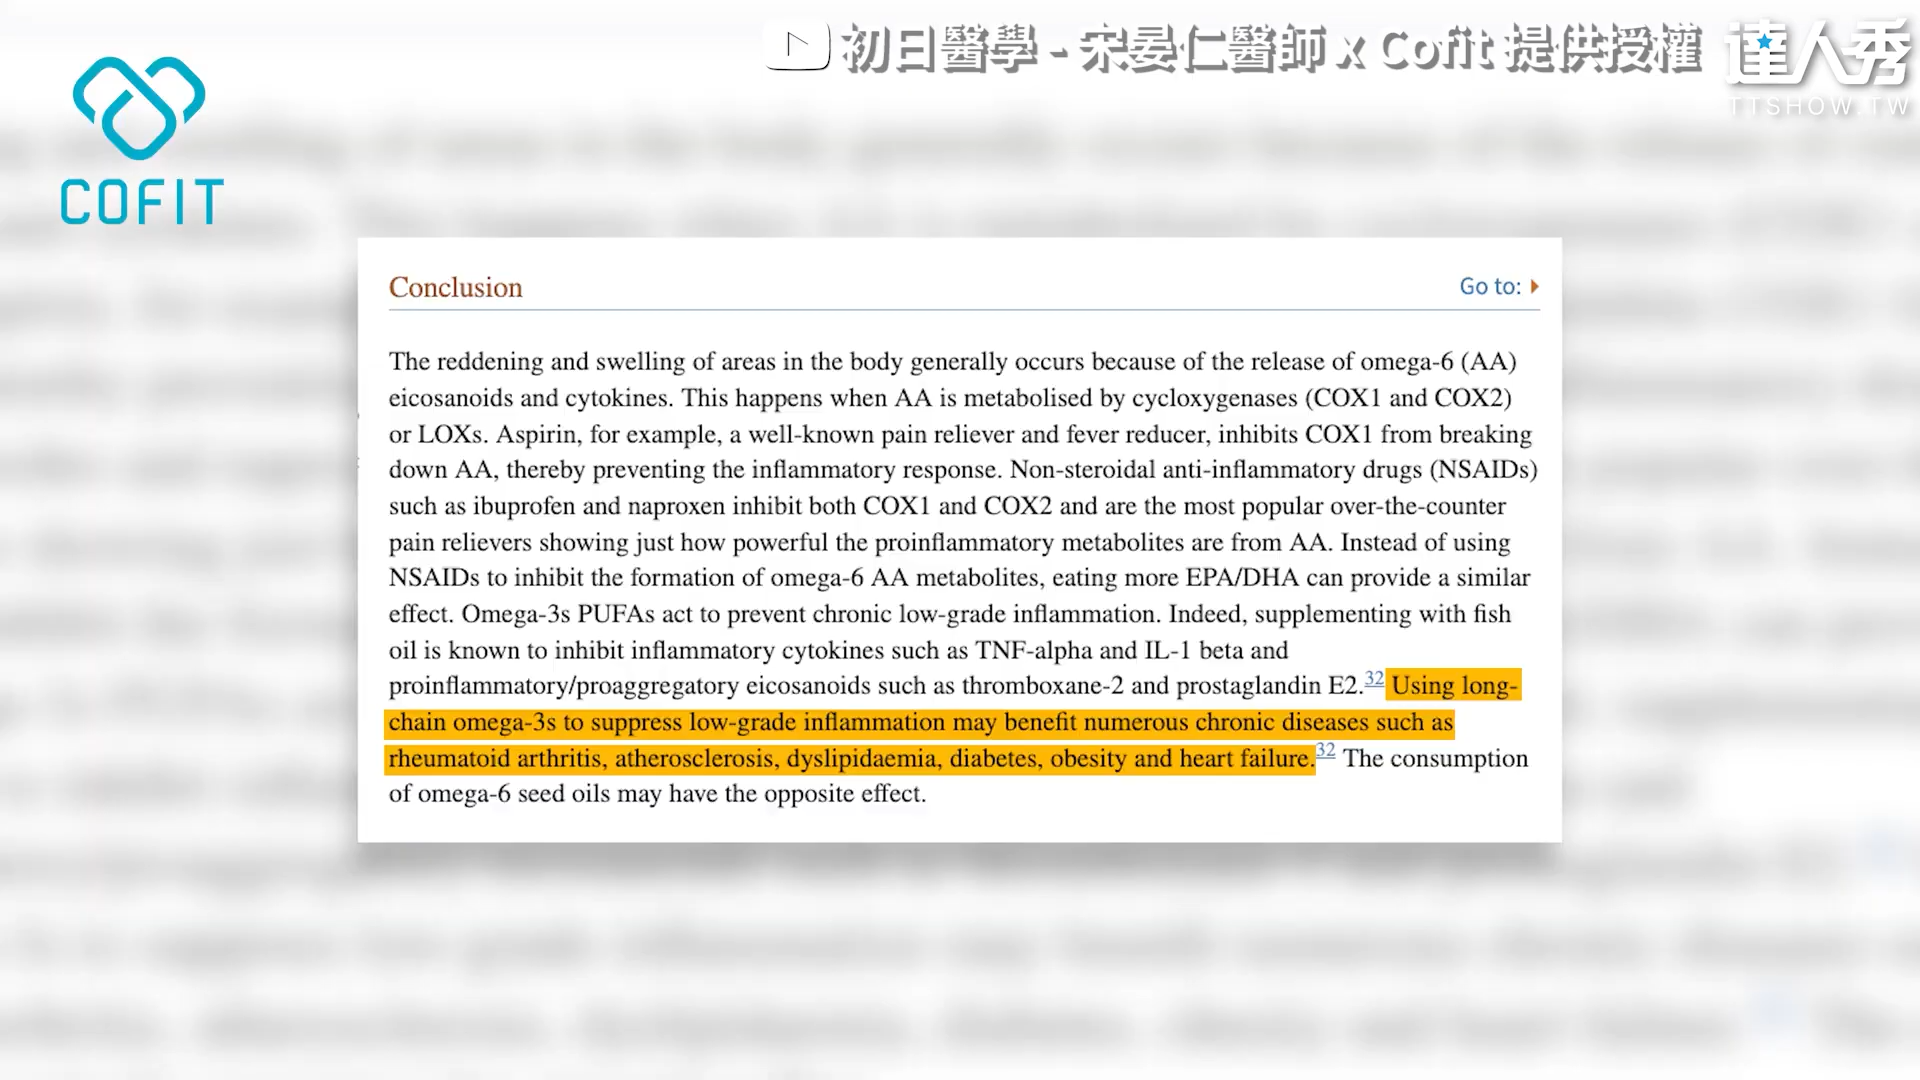 初日醫學 - 宋晏仁醫師 x Cofit 提供授權
達人秀
TTSHOW.TW
COFIT
Conclusion
Go to:
The reddening and swelling of areas in the body generally occurs because of the release of omega-6 (AA)
eicosanoids and cytokines. This happens when AA is metabolised by cycloxygenases (COX1 and COX2)
or LOXs. Aspirin, for example, a well-known pain reliever and fever reducer, inhibits COX1 from breaking
down AA, thereby preventing the inflammatory response. Non-steroidal anti-inflammatory drugs (NSAIDs)
such as ibuprofen and naproxen inhibit both COX1 and COX2 and are the most popular over-the-counter
pain relievers showing just how powerful the proinflammatory metabolites are from AA. Instead of using
NSAIDs to inhibit the formation of omega-6 AA metabolites, eating more EPA/DHA can provide a similar
effect. Omega-3s PUFAs act to prevent chronic low-grade inflammation. Indeed, supplementing with fish
oil is known to inhibit inflammatory cytokines such as TNF-alpha and IL-1 beta and
proinflammatory/proaggregatory eicosanoids such as thromboxane-2 and prostaglandin E2.32 Using long-
chain omega-3s to suppress low-grade inflammation may benefit numerous chronic diseases such as
rheumatoid arthritis, atherosclerosis, dyslipidaemia, diabetes, obesity and heart failure.32 The consumption
of omega-6 seed oils may have the opposite effect.